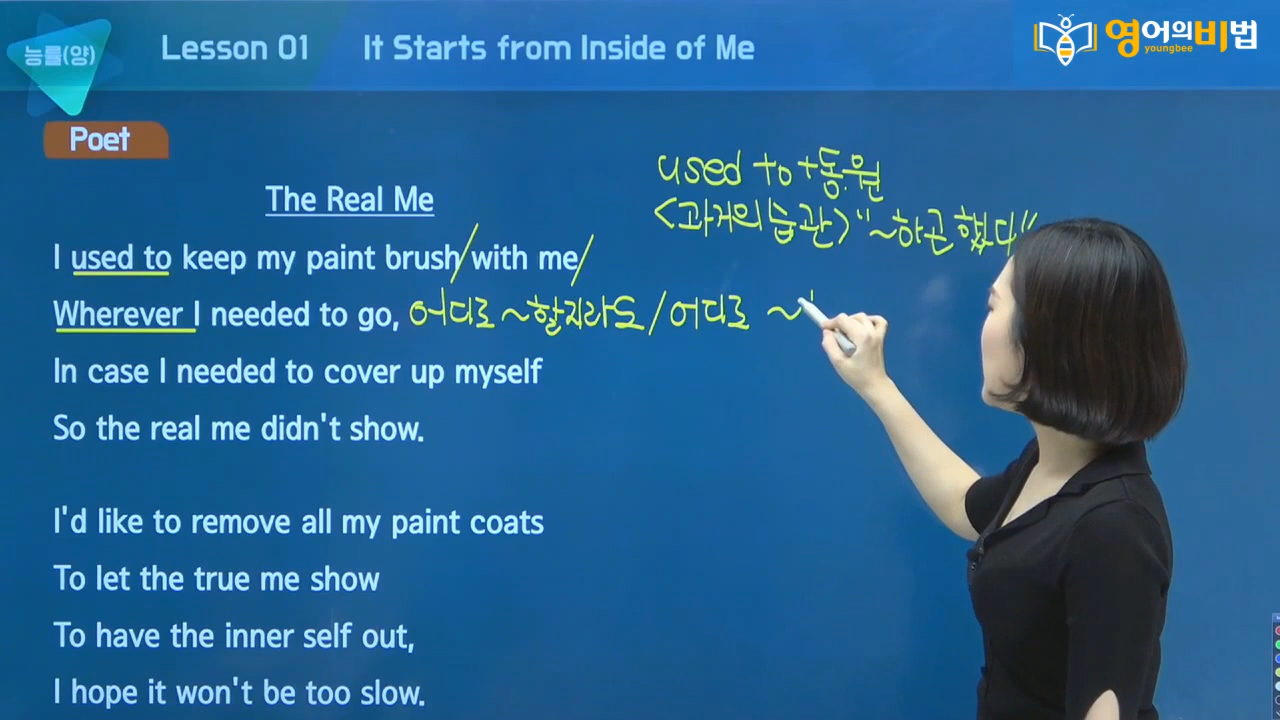 능률(양)
Lesson 01 It Starts from Inside of Me
영어의비법
youngbee
Poet
The Real Me
used to + 동.원
<과거의 습관> "~하곤 했다"
I used to keep my paint brush/with me/
Wherever I needed to go, 어디로 ~할지라도 / 어디로 ~
In case I needed to cover up myself
So the real me didn't show.
I'd like to remove all my paint coats
To let the true me show
To have the inner self out,
I hope it won't be too slow.